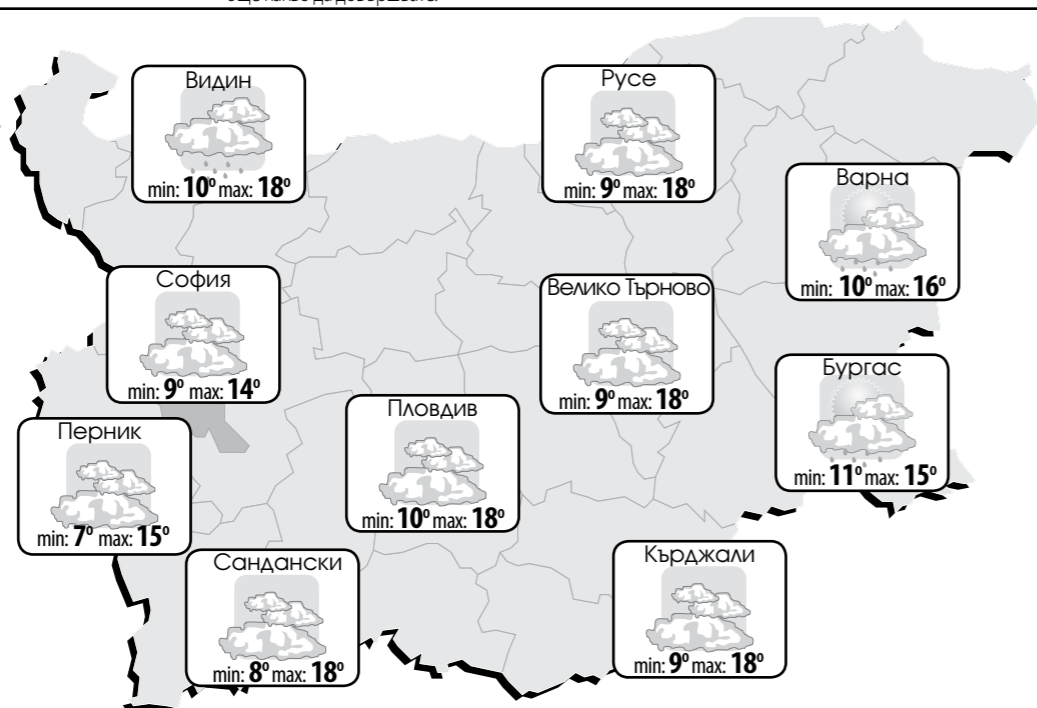 Видин
min: 10° max: 18°
Русе
min: 9° max: 18°
Варна
min: 10° max: 16°
София
min: 9° max: 14°
Велико Търново
min: 9° max: 18°
Бургас
min: 11° max: 15°
Пловдив
min: 10° max: 18°
Перник
min: 7° max: 15°
Сандански
min: 8° max: 18°
Кърджали
min: 9° max: 18°